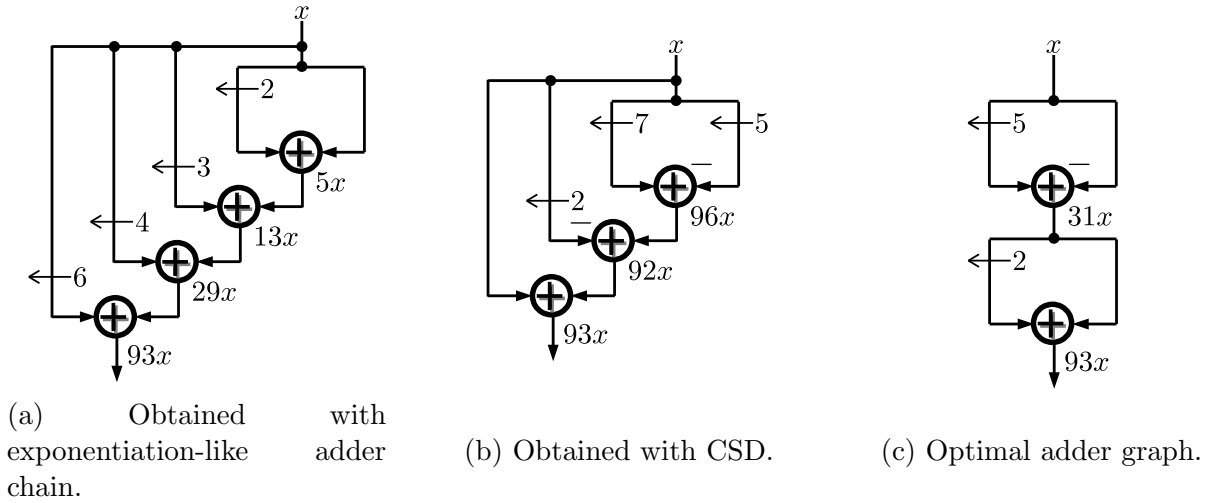 x
2
3
5x
4
13x
6
29x
93x
(a) Obtained with
exponentiation-like adder
chain.
x
7
5
−
2
96x
−
92x
93x
(b) Obtained with CSD.
x
5
−
31x
2
93x
(c) Optimal adder graph.